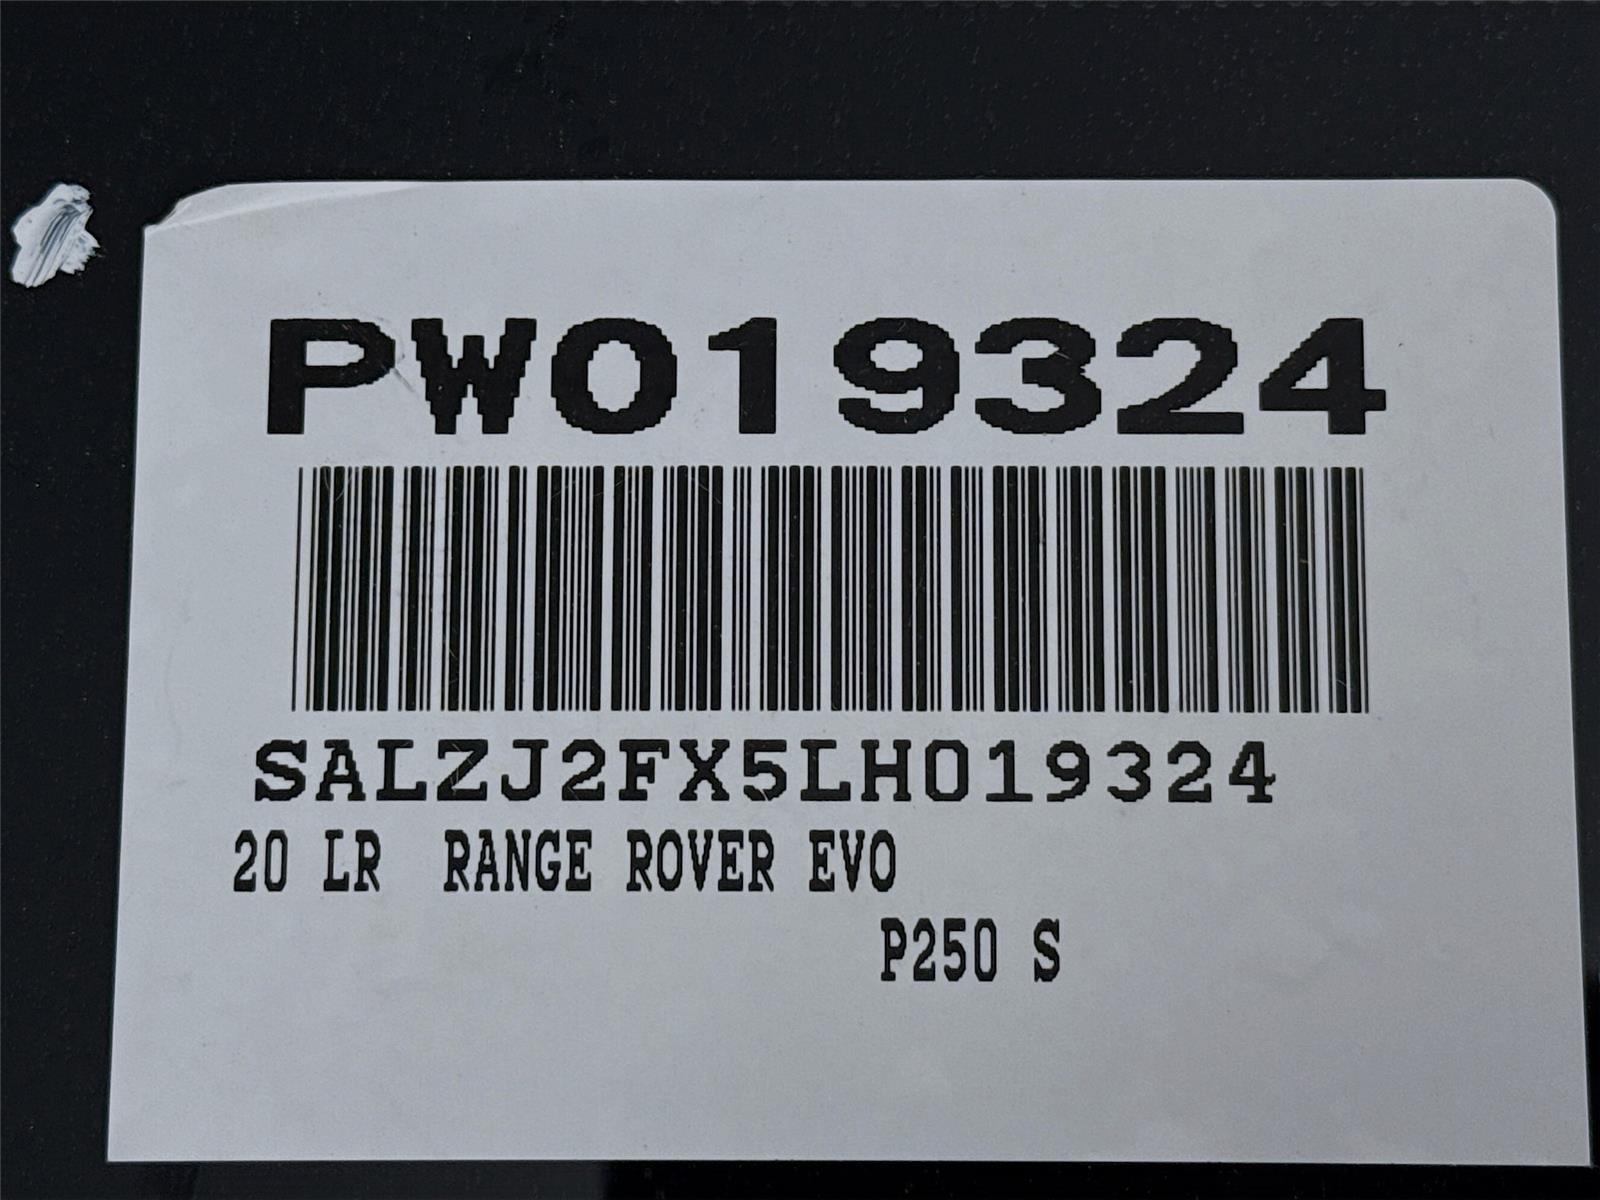 PW019324
SALZJ2FX5LH019324
20 LR  RANGE ROVER EVO
P250 S